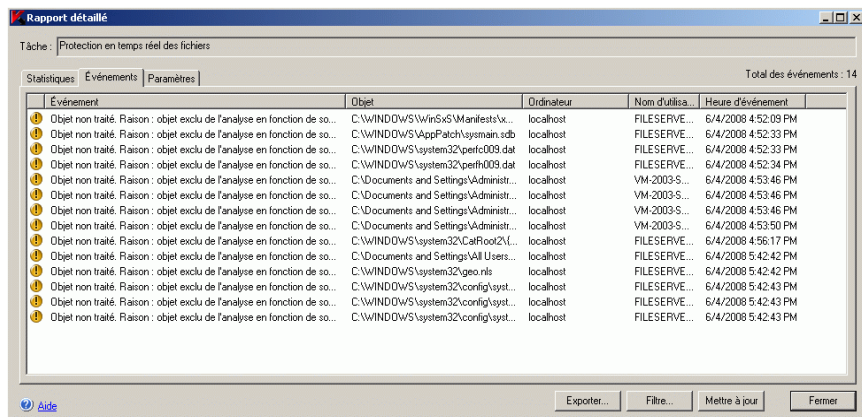 Rapport détaillé
Tâche : Protection en temps réel des fichiers
Statistiques Événements Paramètres Total des événements : 14
Événement Objet Ordinateur Nom d'utilisa... Heure d'événement
Objet non traité. Raison : objet exclu de l'analyse en fonction de so... C:\WINDOWS\WinSxS\Manifests\x... localhost FILESERVE... 6/4/2008 4:52:09 PM
Objet non traité. Raison : objet exclu de l'analyse en fonction de so... C:\WINDOWS\AppPatch\sysmain.sdb localhost FILESERVE... 6/4/2008 4:52:33 PM
Objet non traité. Raison : objet exclu de l'analyse en fonction de so... C:\WINDOWS\system32\perfc009.dat localhost FILESERVE... 6/4/2008 4:52:33 PM
Objet non traité. Raison : objet exclu de l'analyse en fonction de so... C:\WINDOWS\system32\perfh009.dat localhost FILESERVE... 6/4/2008 4:52:34 PM
Objet non traité. Raison : objet exclu de l'analyse en fonction de so... C:\Documents and Settings\Administr... localhost VM-2003-S... 6/4/2008 4:53:46 PM
Objet non traité. Raison : objet exclu de l'analyse en fonction de so... C:\Documents and Settings\Administr... localhost VM-2003-S... 6/4/2008 4:53:46 PM
Objet non traité. Raison : objet exclu de l'analyse en fonction de so... C:\Documents and Settings\Administr... localhost VM-2003-S... 6/4/2008 4:53:46 PM
Objet non traité. Raison : objet exclu de l'analyse en fonction de so... C:\Documents and Settings\Administr... localhost VM-2003-S... 6/4/2008 4:53:50 PM
Objet non traité. Raison : objet exclu de l'analyse en fonction de so... C:\WINDOWS\system32\CatRoot2\{... localhost FILESERVE... 6/4/2008 4:56:17 PM
Objet non traité. Raison : objet exclu de l'analyse en fonction de so... C:\Documents and Settings\All Users... localhost FILESERVE... 6/4/2008 5:42:42 PM
Objet non traité. Raison : objet exclu de l'analyse en fonction de so... C:\WINDOWS\system32\geo.nls localhost FILESERVE... 6/4/2008 5:42:42 PM
Objet non traité. Raison : objet exclu de l'analyse en fonction de so... C:\WINDOWS\system32\config\syst... localhost FILESERVE... 6/4/2008 5:42:43 PM
Objet non traité. Raison : objet exclu de l'analyse en fonction de so... C:\WINDOWS\system32\config\syst... localhost FILESERVE... 6/4/2008 5:42:43 PM
Objet non traité. Raison : objet exclu de l'analyse en fonction de so... C:\WINDOWS\system32\config\syst... localhost FILESERVE... 6/4/2008 5:42:43 PM
Aide Exporter... Filtre... Mettre à jour Fermer